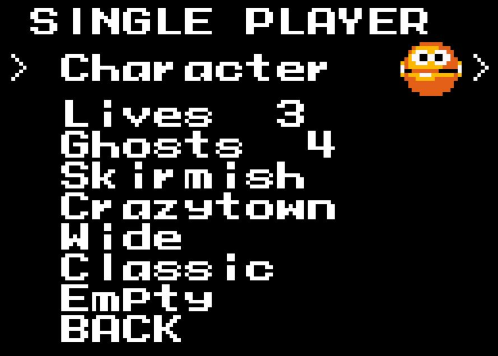 SINGLE PLAYER
> Character >
Lives 3
Ghosts 4
Skirmish
Crazytown
Wide
Classic
Empty
BACK